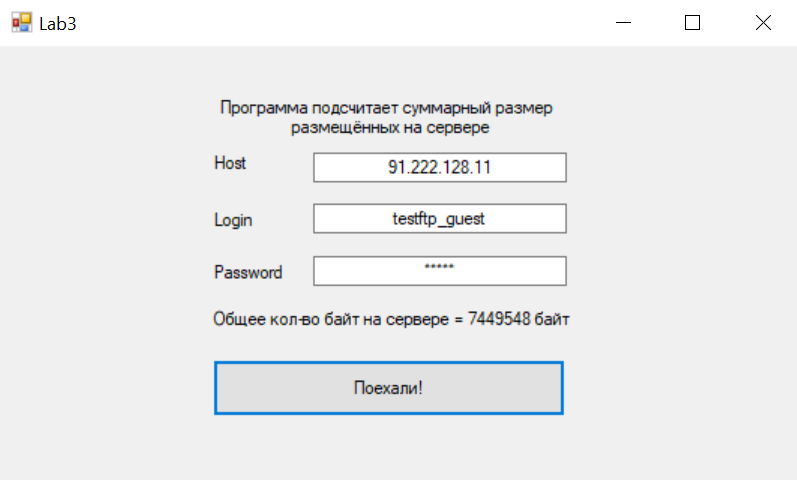 Lab3
Программа подсчитает суммарный размер
размещённых на сервере
Host
91.222.128.11
Login
testftp_guest
Password
*****
Общее кол-во байт на сервере = 7449548 байт
Поехали!